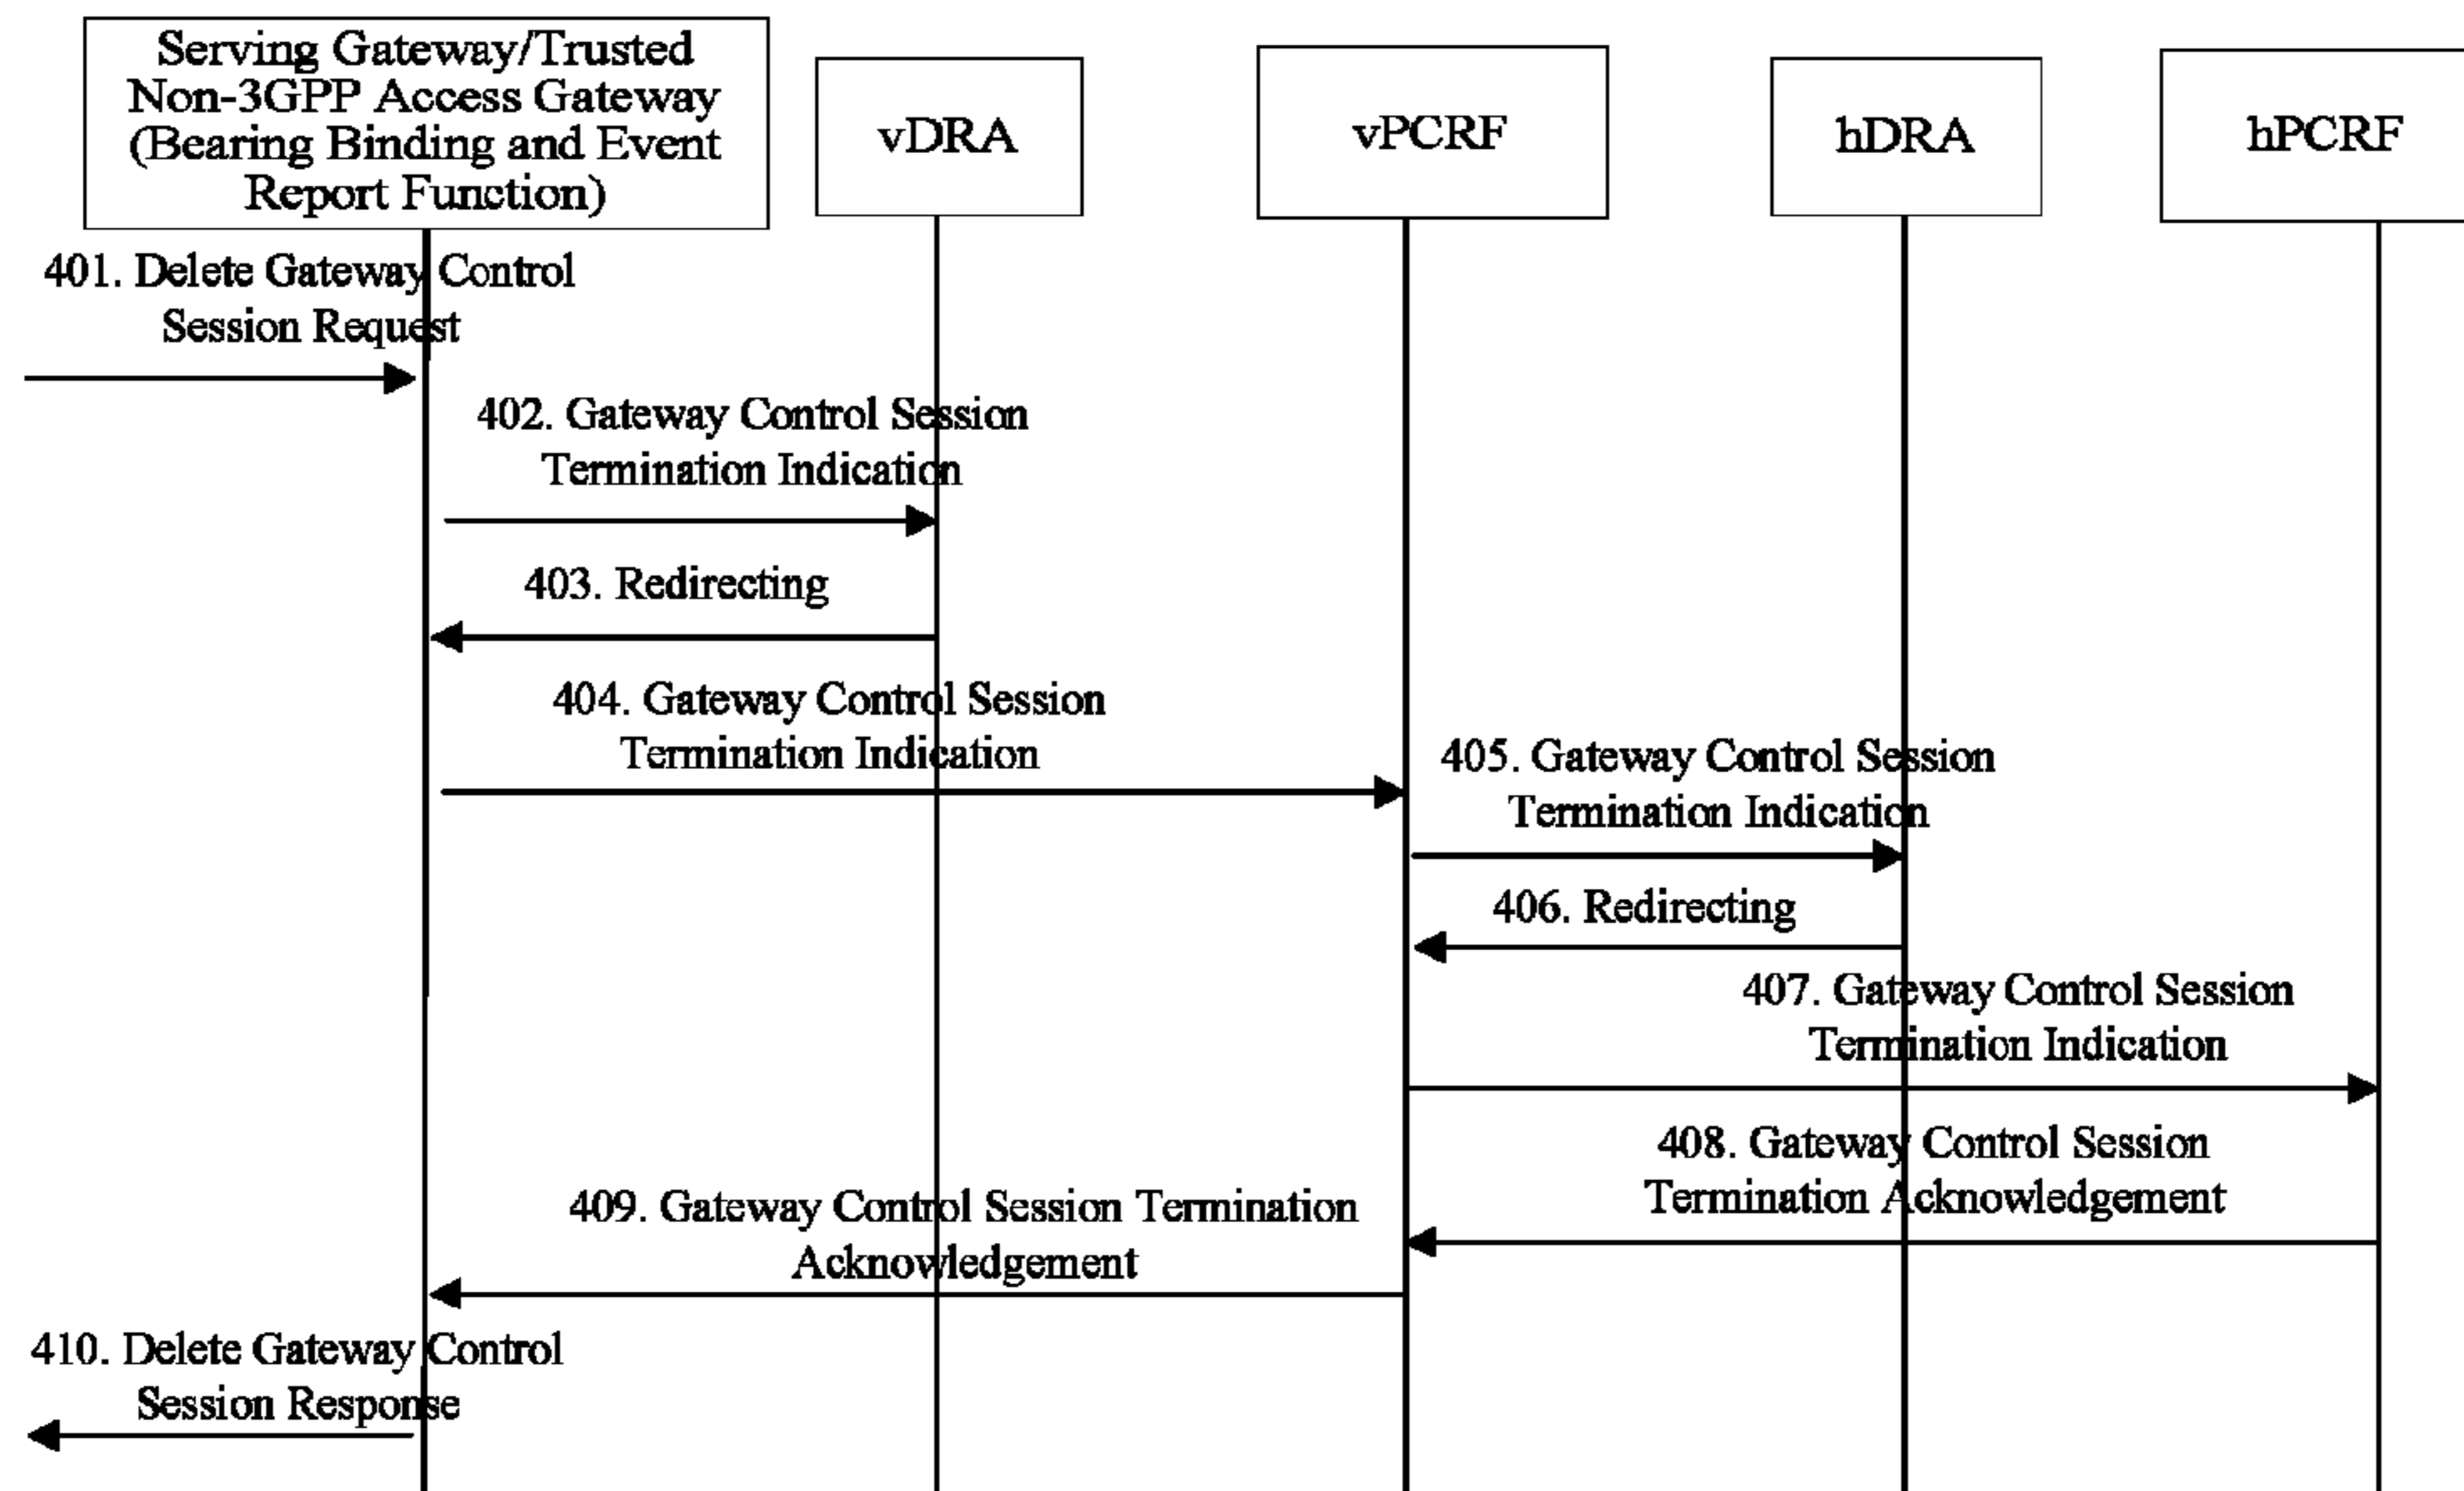 Serving Gateway/Trusted
Non-3GPP Access Gateway
(Bearing Binding and Event
Report Function)
vDRA
vPCRF
hDRA
hPCRF
401. Delete Gateway Control
Session Request
402. Gateway Control Session
Termination Indication
403. Redirecting
404. Gateway Control Session
Termination Indication
405. Gateway Control Session
Termination Indication
406. Redirecting
407. Gateway Control Session
Termination Indication
408. Gateway Control Session
Termination Acknowledgement
409. Gateway Control Session Termination
Acknowledgement
410. Delete Gateway Control
Session Response